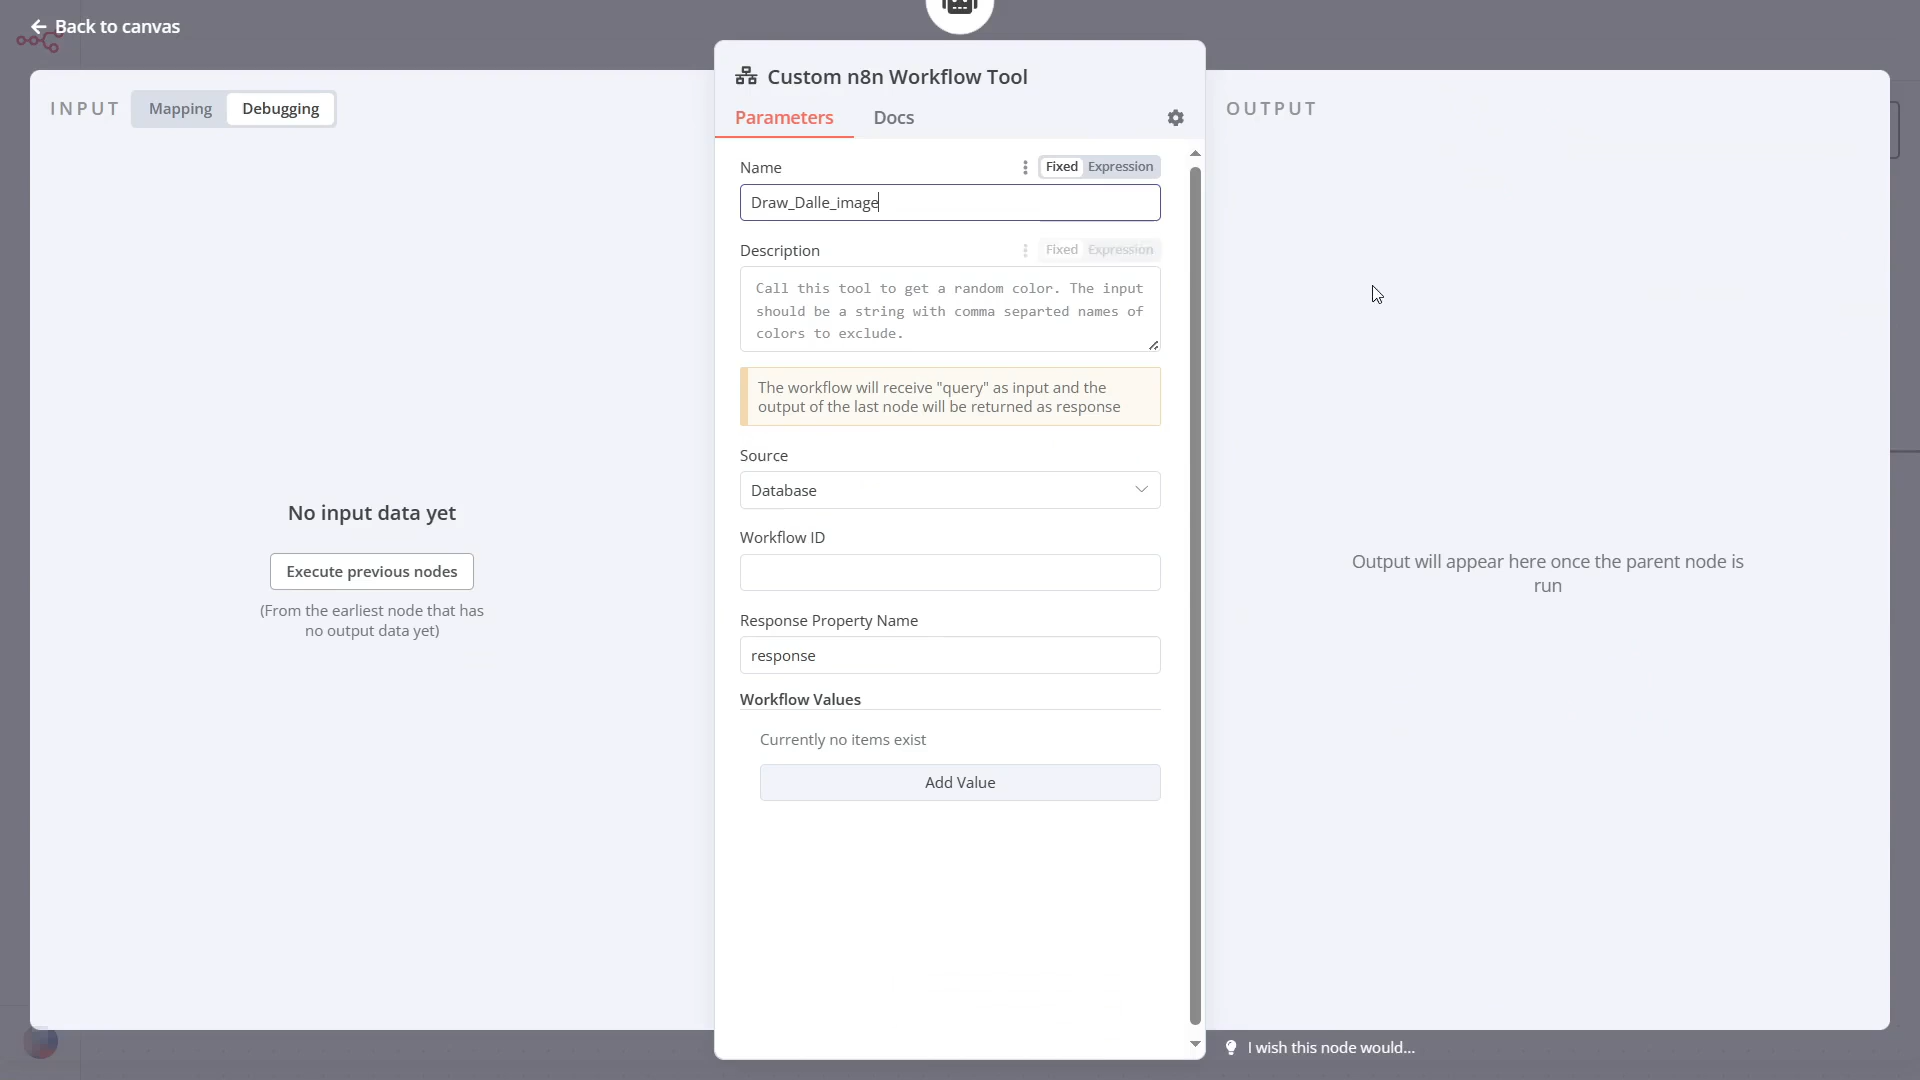 Back to canvas
Custom n8n Workflow Tool
INPUT
Mapping
Debugging
Parameters
Docs
OUTPUT
Name
Fixed
Expression
Draw_Dalle_image
Description
Fixed
Expression
Call this tool to get a random color. The input
should be a string with comma separted names of
colors to exclude.
The workflow will receive "query" as input and the
output of the last node will be returned as response
Source
Database
No input data yet
Execute previous nodes
(From the earliest node that has
no output data yet)
Workflow ID
Output will appear here once the parent node is
run
Response Property Name
response
Workflow Values
Currently no items exist
Add Value
I wish this node would...